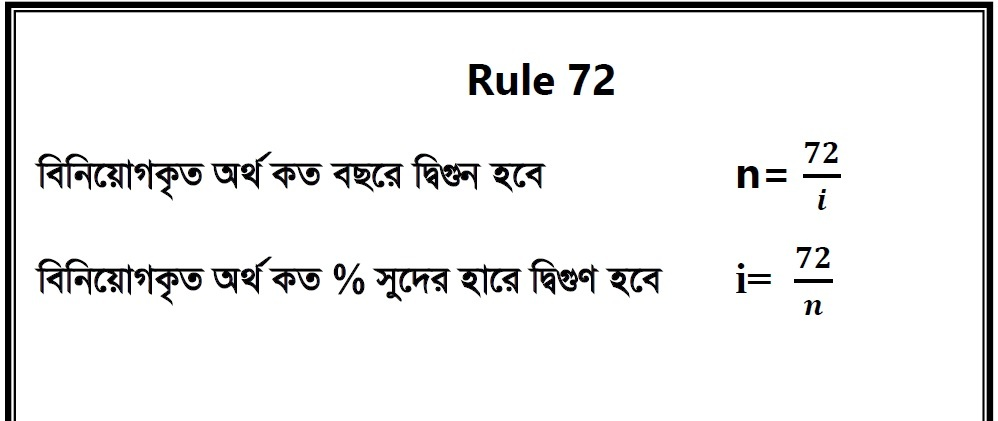 Rule 72
বিনিয়োগকৃত অর্থ কত বছরে দ্বিগুন হবে n= 72/i
বিনিয়োগকৃত অর্থ কত % সুদের হারে দ্বিগুণ হবে i= 72/n